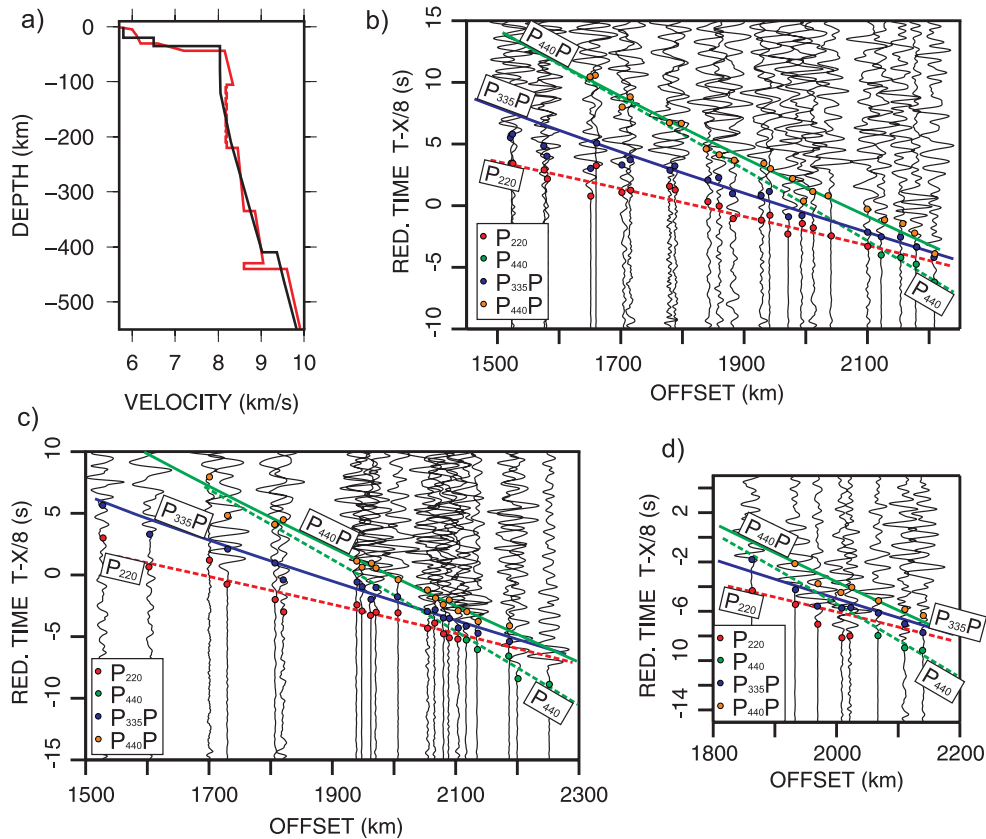 a)
0
−100
−200
−300
−400
−500
DEPTH (km)
6 7 8 9 10
VELOCITY (km/s)
b)
15
10
5
0
-5
-10
RED. TIME T-X/8 (s)
P440P
P335P
P220
P440
P220
P440
P335P
P440P
1500 1700 1900 2100
OFFSET (km)
c)
10
5
0
-5
-10
-15
RED. TIME T-X/8 (s)
P335P
P440P
P220
P440
P220
P440
P335P
P440P
1500 1700 1900 2100 2300
OFFSET (km)
d)
2
-2
-6
-10
-14
RED. TIME T-X/8 (s)
P440P
P220
P335P
P440
P220
P440
P335P
P440P
1800 2000 2200
OFFSET (km)